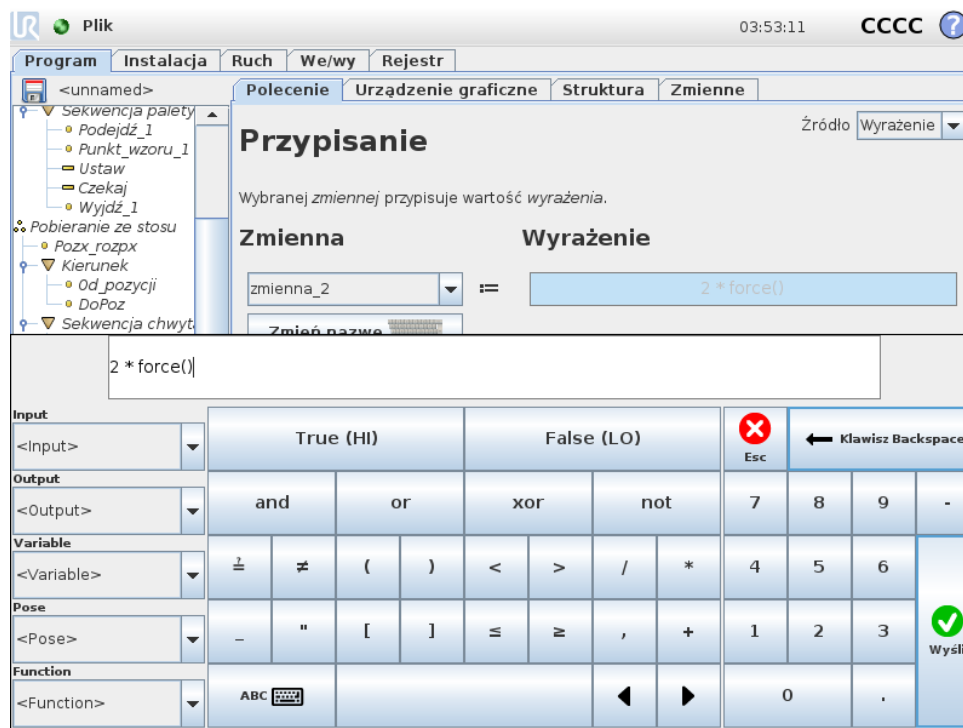 UR Plik 03:53:11 CCCC ?
Program Instalacja Ruch We/wy Rejestr
<unnamed> Polecenie Urządzenie graficzne Struktura Zmienne
Sekwencja palety
Podejdź_1
Punkt_wzoru_1
Ustaw
Czekaj
Wyjdź_1
Pobieranie ze stosu
Pozx_rozpx
Kierunek
Od_pozycji
DoPoz
Sekwencja chwyt
Przypisanie
Źródło Wyrażenie
Wybranej zmiennej przypisuje wartość wyrażenia.
Zmienna Wyrażenie
zmienna_2 := 2 * force()
Zmień nazwę
2 * force()
Input
<Input>
Output
<Output>
Variable
<Variable>
Pose
<Pose>
Function
<Function>
True (HI) False (LO) Esc Klawisz Backspace
and or xor not 7 8 9 -
≟ ≠ ( ) < > / * 4 5 6
_ " [ ] ≤ ≥ , + 1 2 3 Wyśli
ABC 0 .